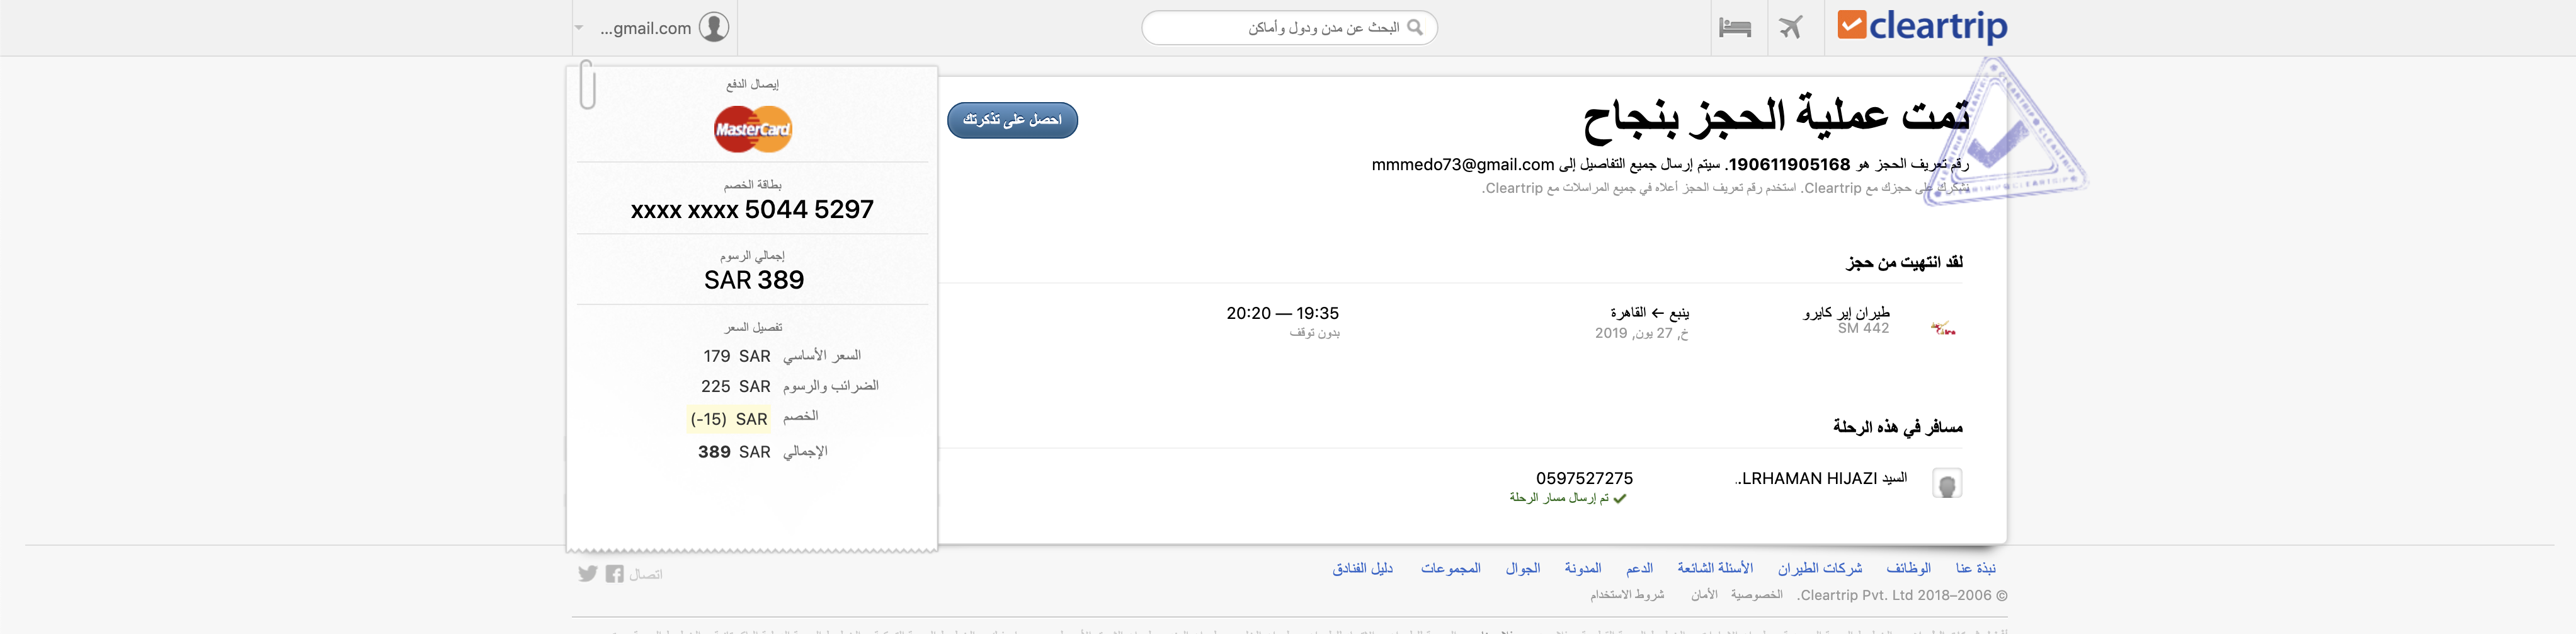 cleartrip
البحث عن مدن ودول وأماكن
gmail.com...
تمت عملية الحجز بنجاح
احصل على تذكرتك
رقم تعريف الحجز هو 190611905168. سيتم إرسال جميع التفاصيل إلى mmmedo73@gmail.com
نشكرك على حجزك مع Cleartrip. استخدم رقم تعريف الحجز أعلاه في جميع المراسلات مع Cleartrip.
لقد انتهيت من حجز
طيران إير كايرو
SM 442
ينبع ← القاهرة
خ, 27 يون, 2019
19:35 — 20:20
بدون توقف
مسافر في هذه الرحلة
السيد LRHAMAN HIJAZI...
0597527275
تم إرسال مسار الرحلة
إيصال الدفع
MasterCard
بطاقة الخصم
xxxx xxxx 5044 5297
إجمالي الرسوم
SAR 389
تفصيل السعر
السعر الأساسي 179 SAR
الضرائب والرسوم 225 SAR
الخصم (-15) SAR
الإجمالي 389 SAR
نبذة عنا الوظائف شركات الطيران الأسئلة الشائعة الدعم المدونة الجوال المجموعات دليل الفنادق
اتصال
© 2006–2018 Cleartrip Pvt. Ltd. الخصوصية الأمان شروط الاستخدام